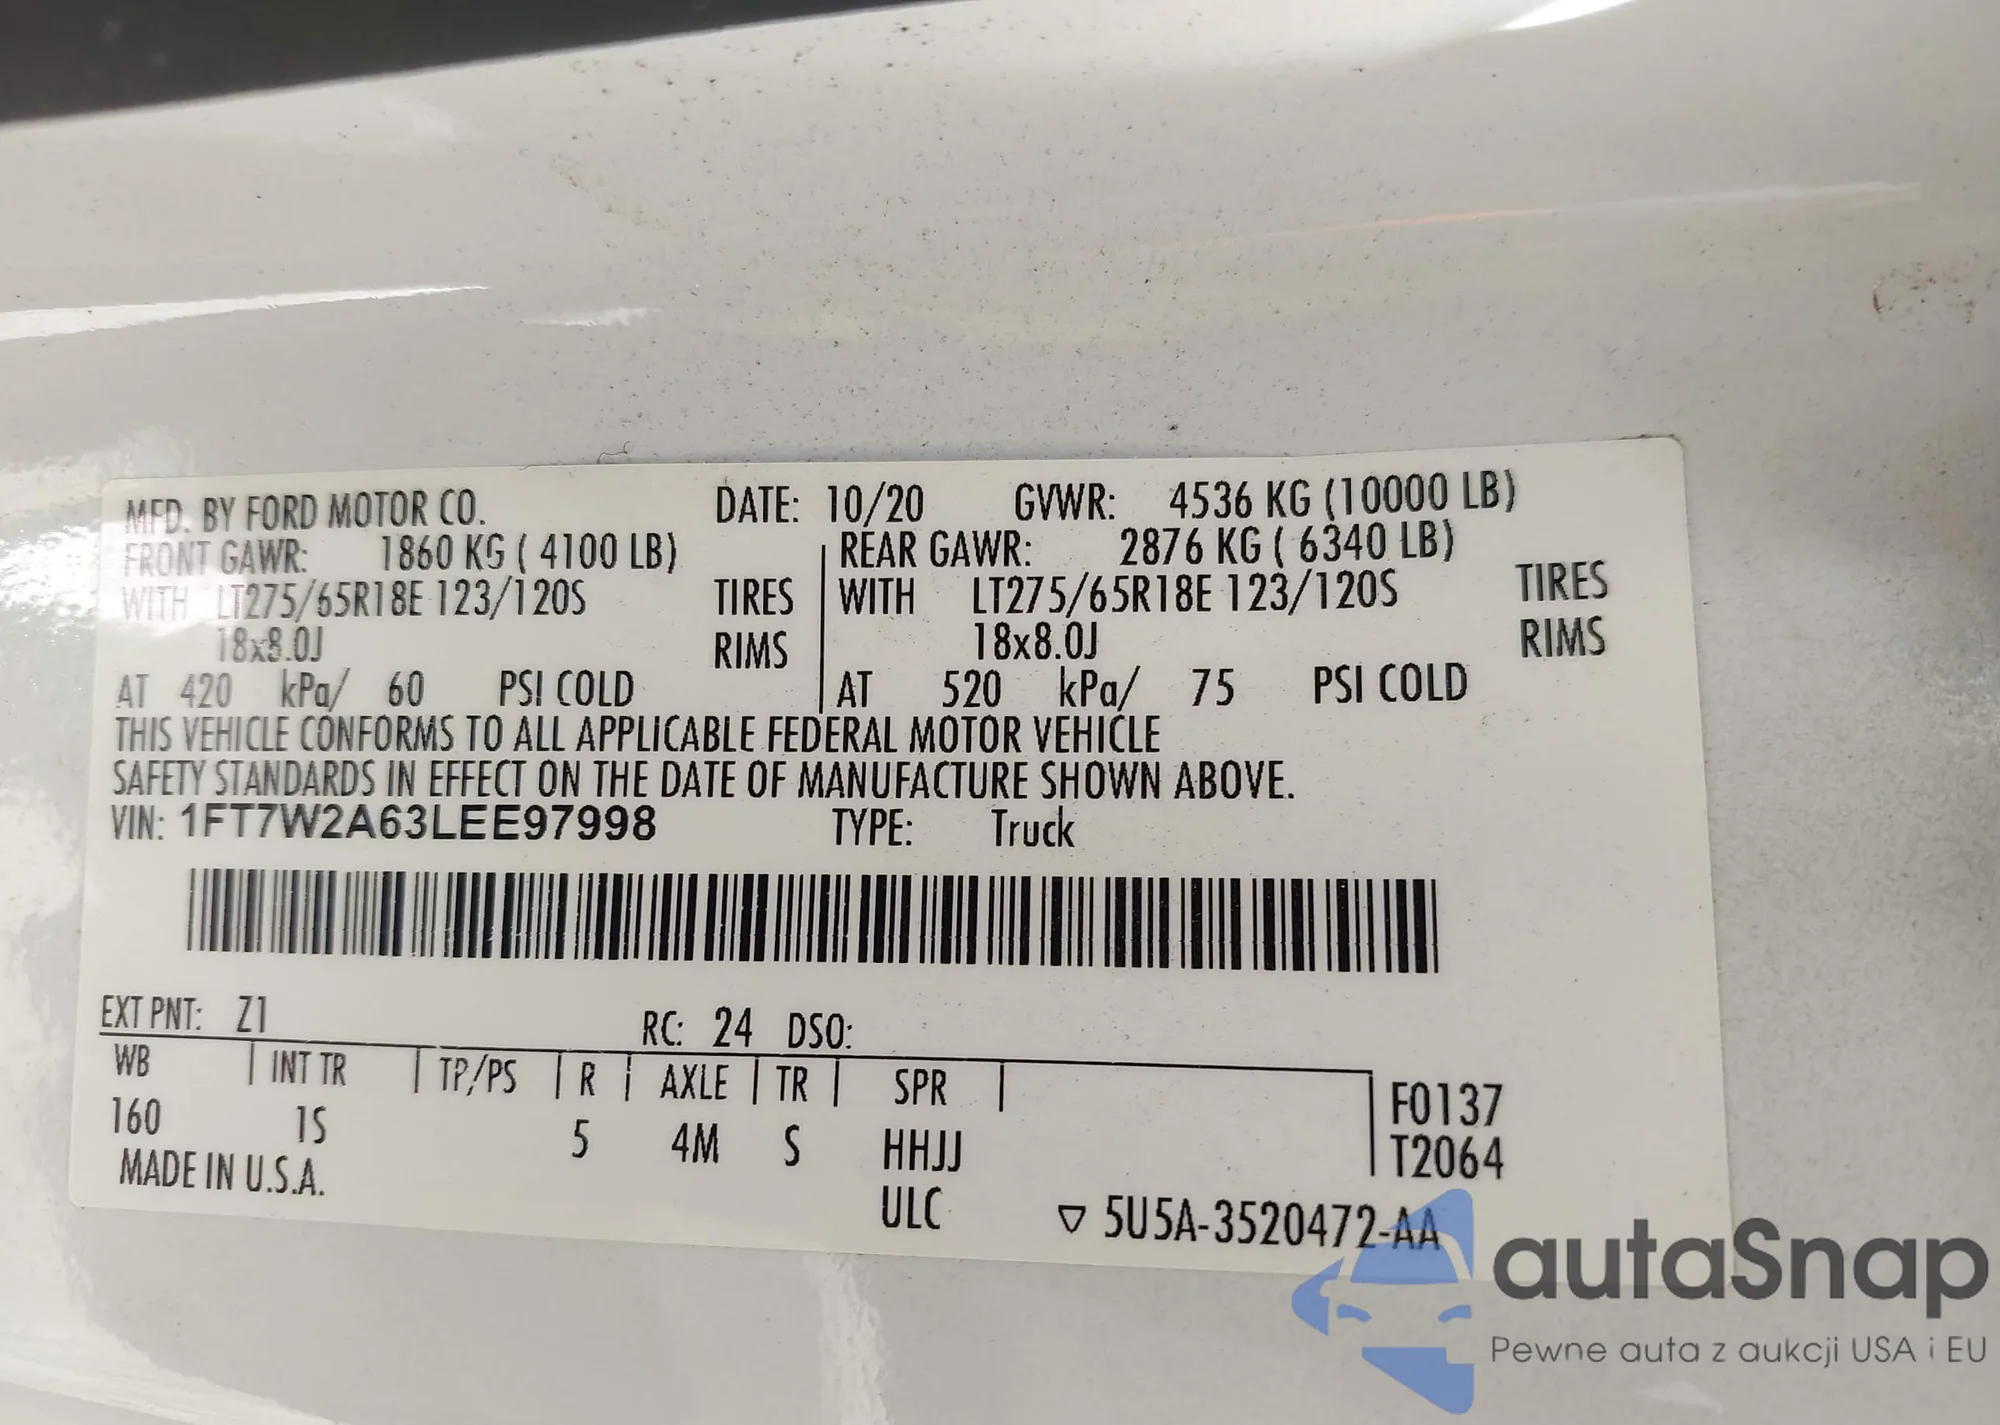 MFD. BY FORD MOTOR CO. DATE: 10/20 GVWR: 4536 KG (10000 LB)
FRONT GAWR: 1860 KG ( 4100 LB) REAR GAWR: 2876 KG ( 6340 LB)
WITH LT275/65R18E 123/120S TIRES WITH LT275/65R18E 123/120S TIRES
18x8.0J RIMS 18x8.0J RIMS
AT 420 kPa/ 60 PSI COLD AT 520 kPa/ 75 PSI COLD
THIS VEHICLE CONFORMS TO ALL APPLICABLE FEDERAL MOTOR VEHICLE
SAFETY STANDARDS IN EFFECT ON THE DATE OF MANUFACTURE SHOWN ABOVE.
VIN: 1FT7W2A63LEE97998 TYPE: Truck
EXT PNT: Z1 RC: 24 DSO:
WB INT TR TP/PS R AXLE TR SPR
160 1S 5 4M S HHJJ
ULC
F0137
T2064
MADE IN U.S.A.
▽ 5U5A-3520472-AA
autaSnap
Pewne auta z aukcji USA i EU